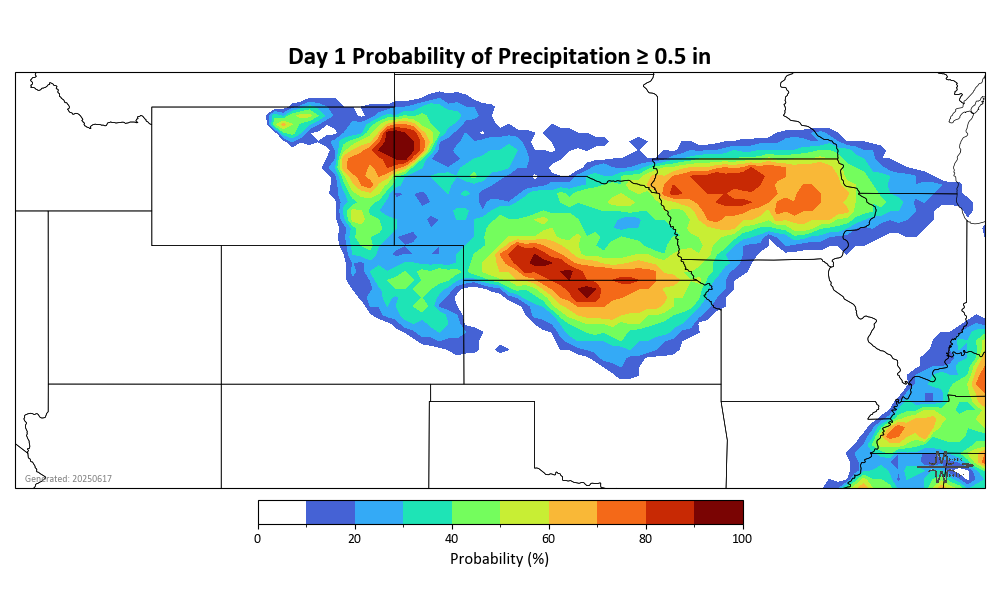 Day 1 Probability of Precipitation ≥ 0.5 in
Generated: 20250617
0 20 40 60 80 100
Probability (%)